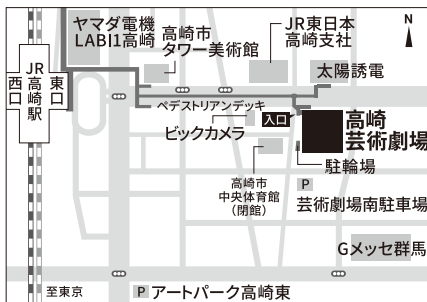 ヤマダ電機
LABI1高崎
高崎市
タワー美術館
JR東日本
高崎支社
N
太陽誘電
西口
JR高崎駅
東口
ペデストリアンデッキ
ビックカメラ
入口
高崎
芸術劇場
駐輪場
高崎市
中央体育館
(閉館)
P
芸術劇場南駐車場
Gメッセ群馬
至東京
P アートパーク高崎東